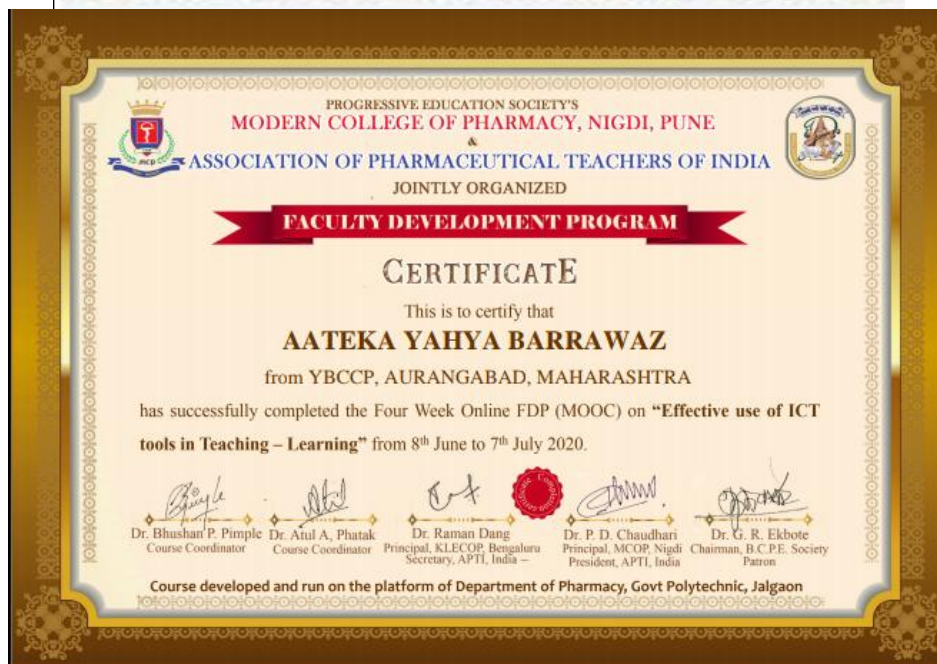 PROGRESSIVE EDUCATION SOCIETY'S
MODERN COLLEGE OF PHARMACY, NIGDI, PUNE
&
ASSOCIATION OF PHARMACEUTICAL TEACHERS OF INDIA
JOINTLY ORGANIZED
FACULTY DEVELOPMENT PROGRAM
CERTIFICATE
This is to certify that
AATEKA YAHYA BARRAWAZ
from YBCCP, AURANGABAD, MAHARASHTRA
has successfully completed the Four Week Online FDP (MOOC) on “Effective use of ICT
tools in Teaching – Learning” from 8th June to 7th July 2020.
Completion certificate
Dr. Bhushan P. Pimple
Course Coordinator
Dr. Atul A, Phatak
Course Coordinator
Dr. Raman Dang
Principal, KLECOP, Bengaluru
Secretary, APTI, India –
Dr. P. D. Chaudhari
Principal, MCOP, Nigdi
President, APTI, India
Dr. G. R. Ekbote
Chairman, B.C.P.E. Society
Patron
Course developed and run on the platform of Department of Pharmacy, Govt Polytechnic, Jalgaon